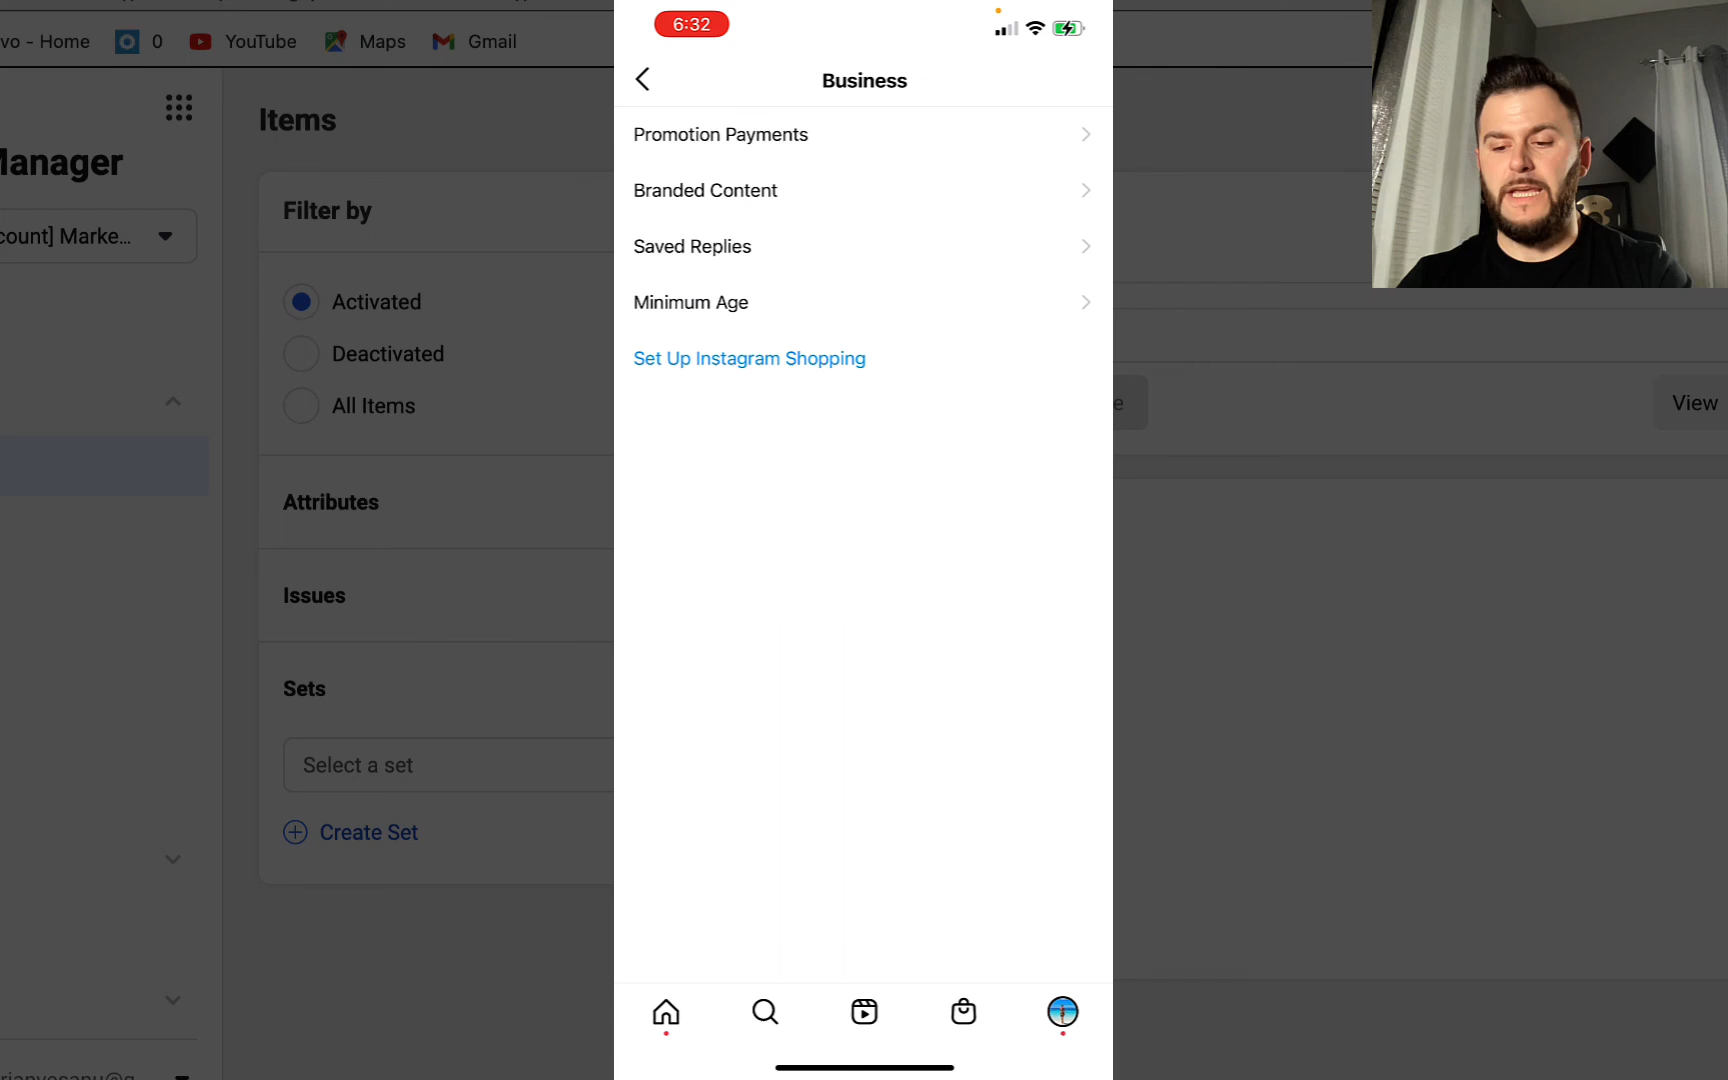 vo - Home 0 YouTube Maps Gmail
Manager
count] Marke...
Items
Filter by
Activated
Deactivated
All Items
Attributes
Issues
Sets
Select a set
Create Set
6:32
Business
Promotion Payments
Branded Content
Saved Replies
Minimum Age
Set Up Instagram Shopping
e
View